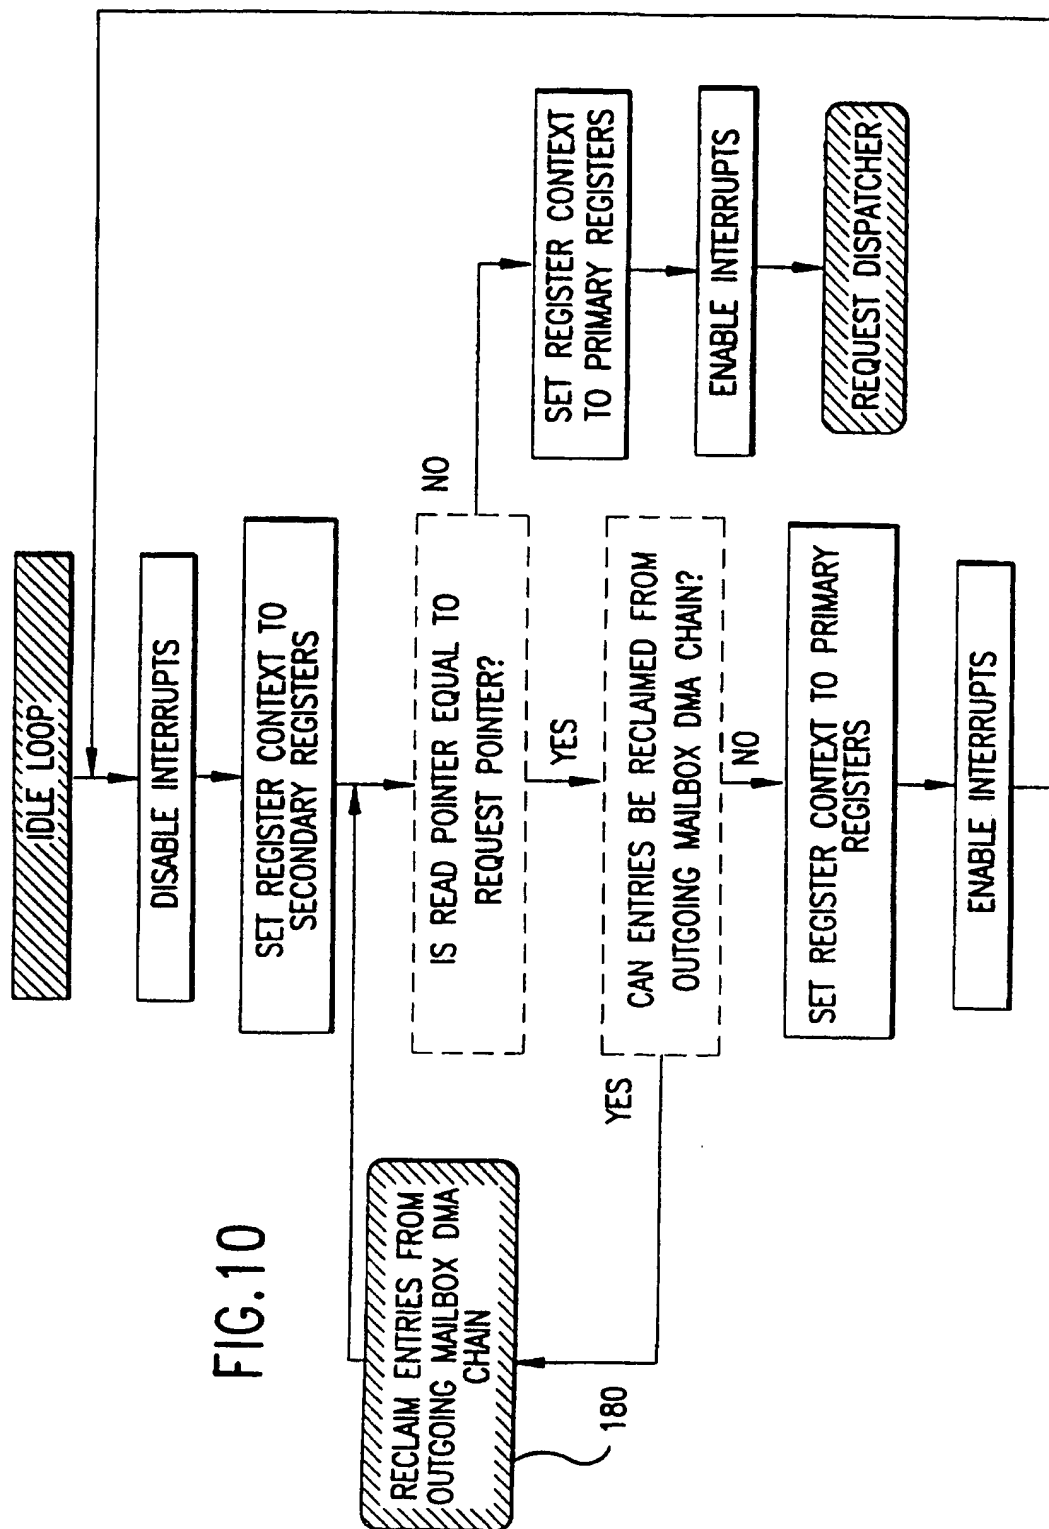 FIG.10
IDLE LOOP
DISABLE INTERRUPTS
SET REGISTER CONTEXT TO
SECONDARY REGISTERS
IS READ POINTER EQUAL TO
REQUEST POINTER?
NO
YES
SET REGISTER CONTEXT
TO PRIMARY REGISTERS
ENABLE INTERRUPTS
REQUEST DISPATCHER
CAN ENTRIES BE RECLAIMED FROM
OUTGOING MAILBOX DMA CHAIN?
YES
NO
RECLAIM ENTRIES FROM
OUTGOING MAILBOX DMA
CHAIN
180
SET REGISTER CONTEXT TO PRIMARY
REGISTERS
ENABLE INTERRUPTS